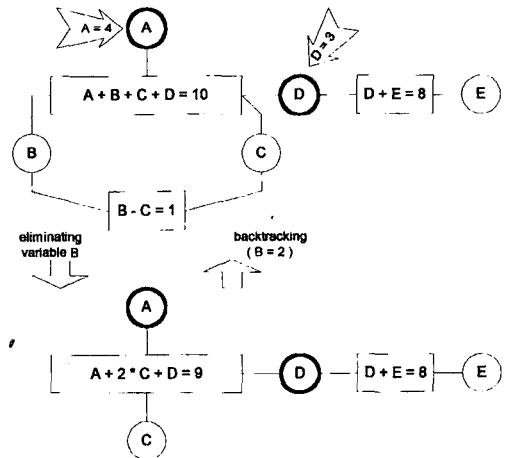 A = 4
A
D = 3
A + B + C + D = 10
D
D + E = 8
E
B
C
B - C = 1
eliminating
variable B
backtracking
( B = 2 )
A
A + 2 * C + D = 9
D
D + E = 8
E
C